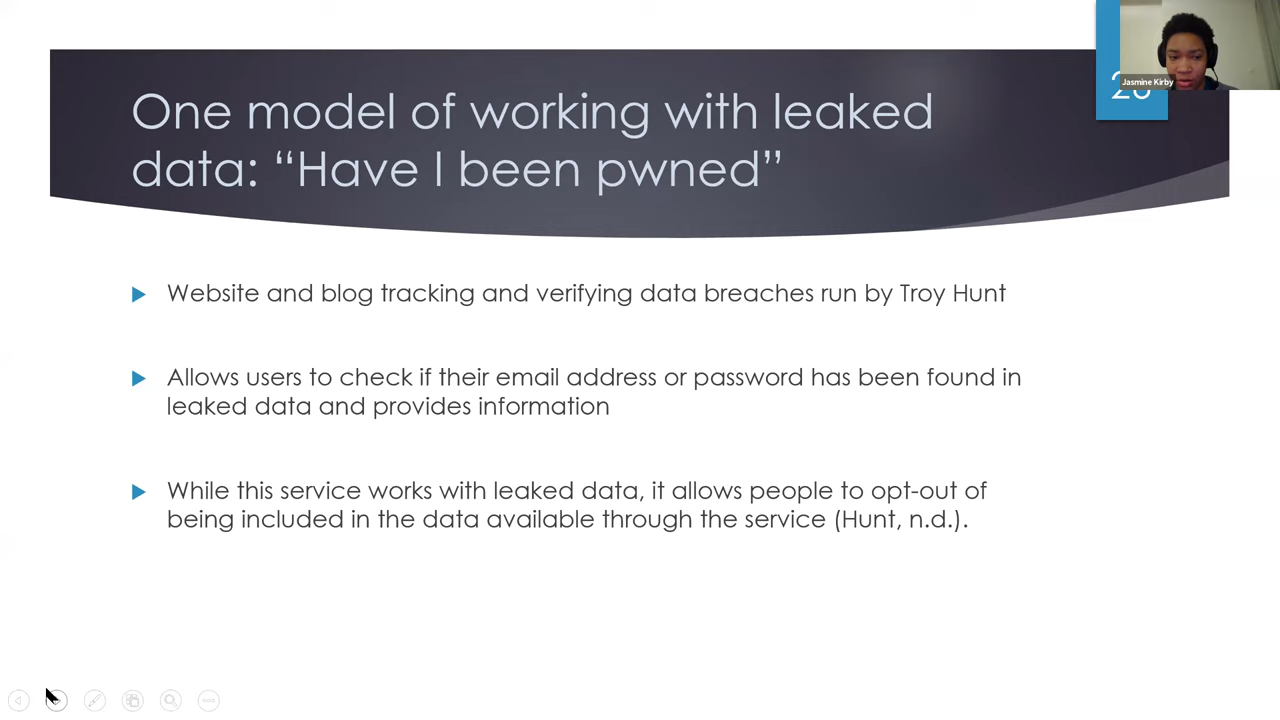 One model of working with leaked
data: “Have I been pwned”
Jasmine Kirby
Website and blog tracking and verifying data breaches run by Troy Hunt
Allows users to check if their email address or password has been found in
leaked data and provides information
While this service works with leaked data, it allows people to opt-out of
being included in the data available through the service (Hunt, n.d.).